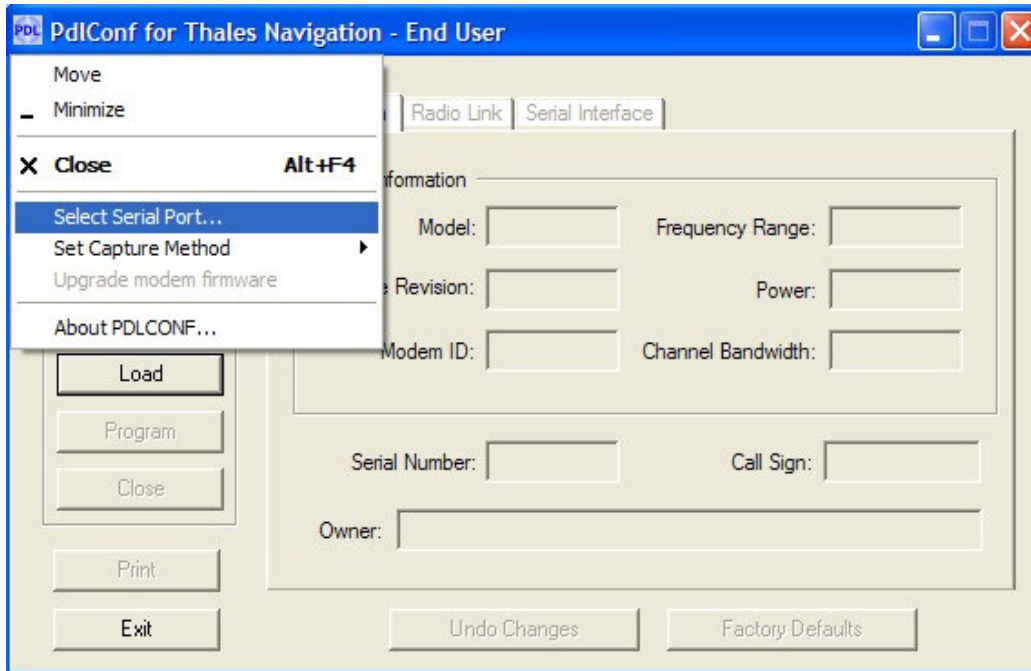 PDL PdlConf for Thales Navigation - End User
Move
Minimize
Close Alt+F4
Select Serial Port...
Set Capture Method
Upgrade modem firmware
About PDLCONF...
Radio Link Serial Interface
Model: Frequency Range:
Revision: Power:
Modem ID: Channel Bandwidth:
Load
Program
Close
Serial Number: Call Sign:
Owner:
Print
Exit
Undo Changes Factory Defaults